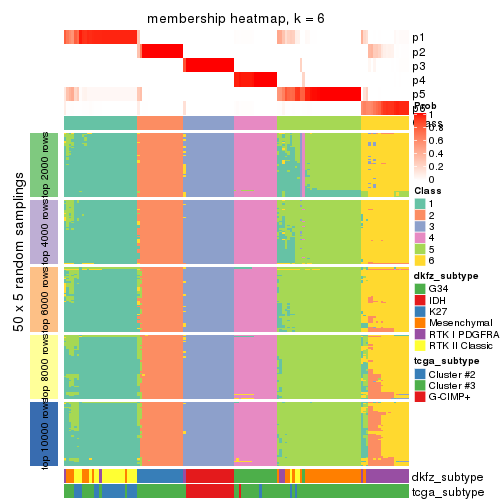 membership heatmap, k = 6
p1
p2
p3
p4
p5
Prob
1
0.8
0.6
0.4
0.2
0
Class
1
2
3
4
5
6
dkfz_subtype
G34
IDH
K27
Mesenchymal
RTK I PDGFRA
RTK II Classic
tcga_subtype
Cluster #2
Cluster #3
G-CIMP+
50 x 5 random samplings
top 2000 rows
top 4000 rows
top 6000 rows
top 8000 rows
top 10000 rows
dkfz_subtype
tcga_subtype